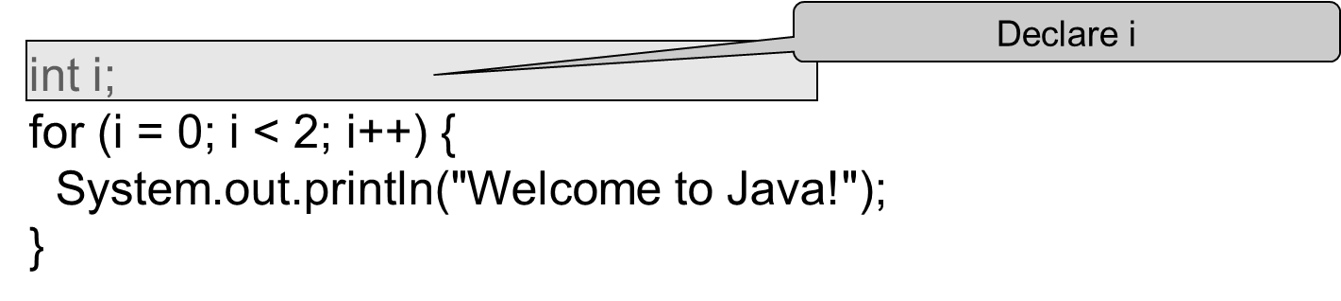 Declare i
int i;
for (i = 0; i < 2; i++) {
System.out.println("Welcome to Java!");
}